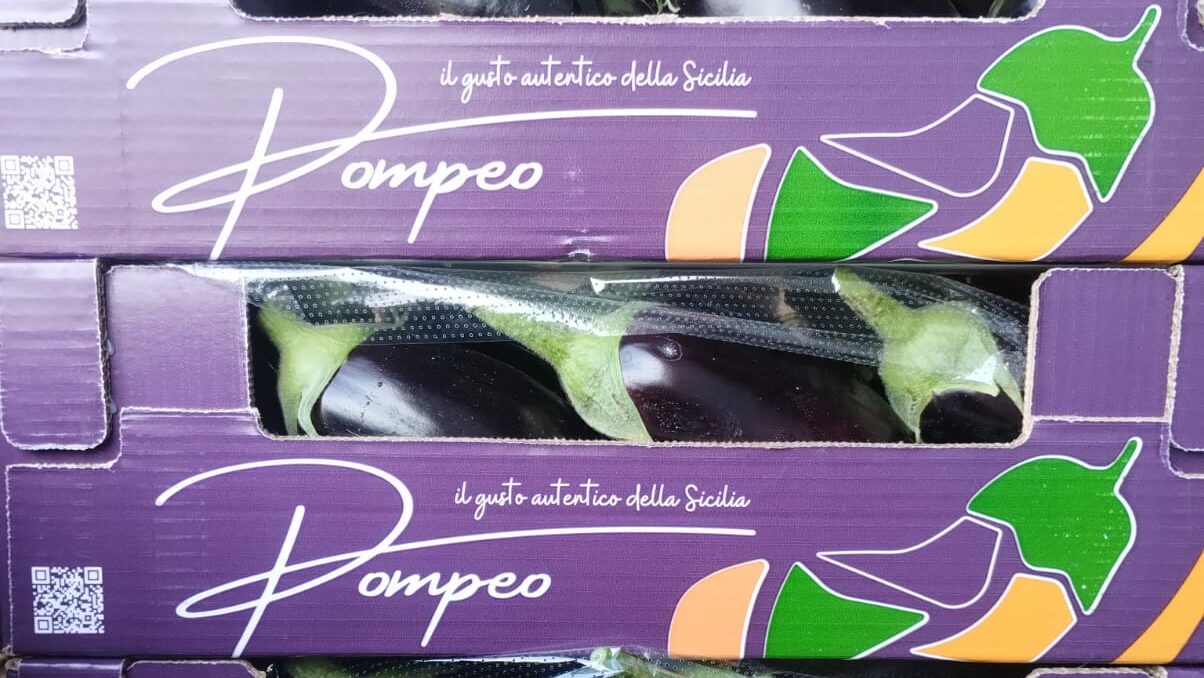 il gusto autentico della Sicilia
Pompeo
il gusto autentico della Sicilia
Pompeo